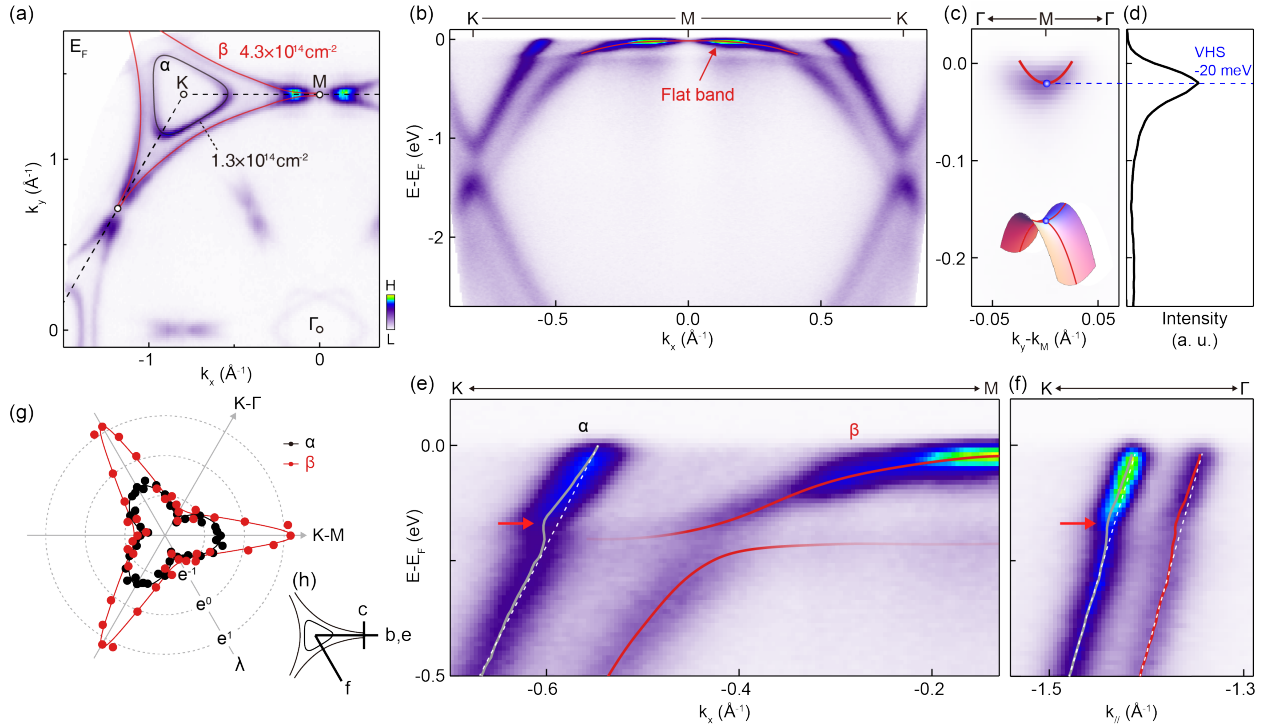 (a)
E_F
β 4.3×10¹⁴cm⁻²
α
K
M
1.3×10¹⁴cm⁻²
Γ
H
L
k_y (Å⁻¹)
1
0
-1
0
k_x (Å⁻¹)
(b)
K
M
K
Flat band
E-E_F (eV)
0
-1
-2
-0.5
0.0
0.5
k_x (Å⁻¹)
(c)
Γ
M
Γ
0.0
-0.1
-0.2
-0.05
0.05
k_y-k_M (Å⁻¹)
(d)
VHS
-20 meV
Intensity
(a. u.)
(e)
K
M
α
β
E-E_F (eV)
0.0
-0.5
-0.6
-0.4
-0.2
k_x (Å⁻¹)
(f)
K
Γ
-1.5
-1.3
k_// (Å⁻¹)
(g)
K-Γ
α
β
K-M
e⁻¹
e⁰
e¹
λ
(h)
c
b,e
f